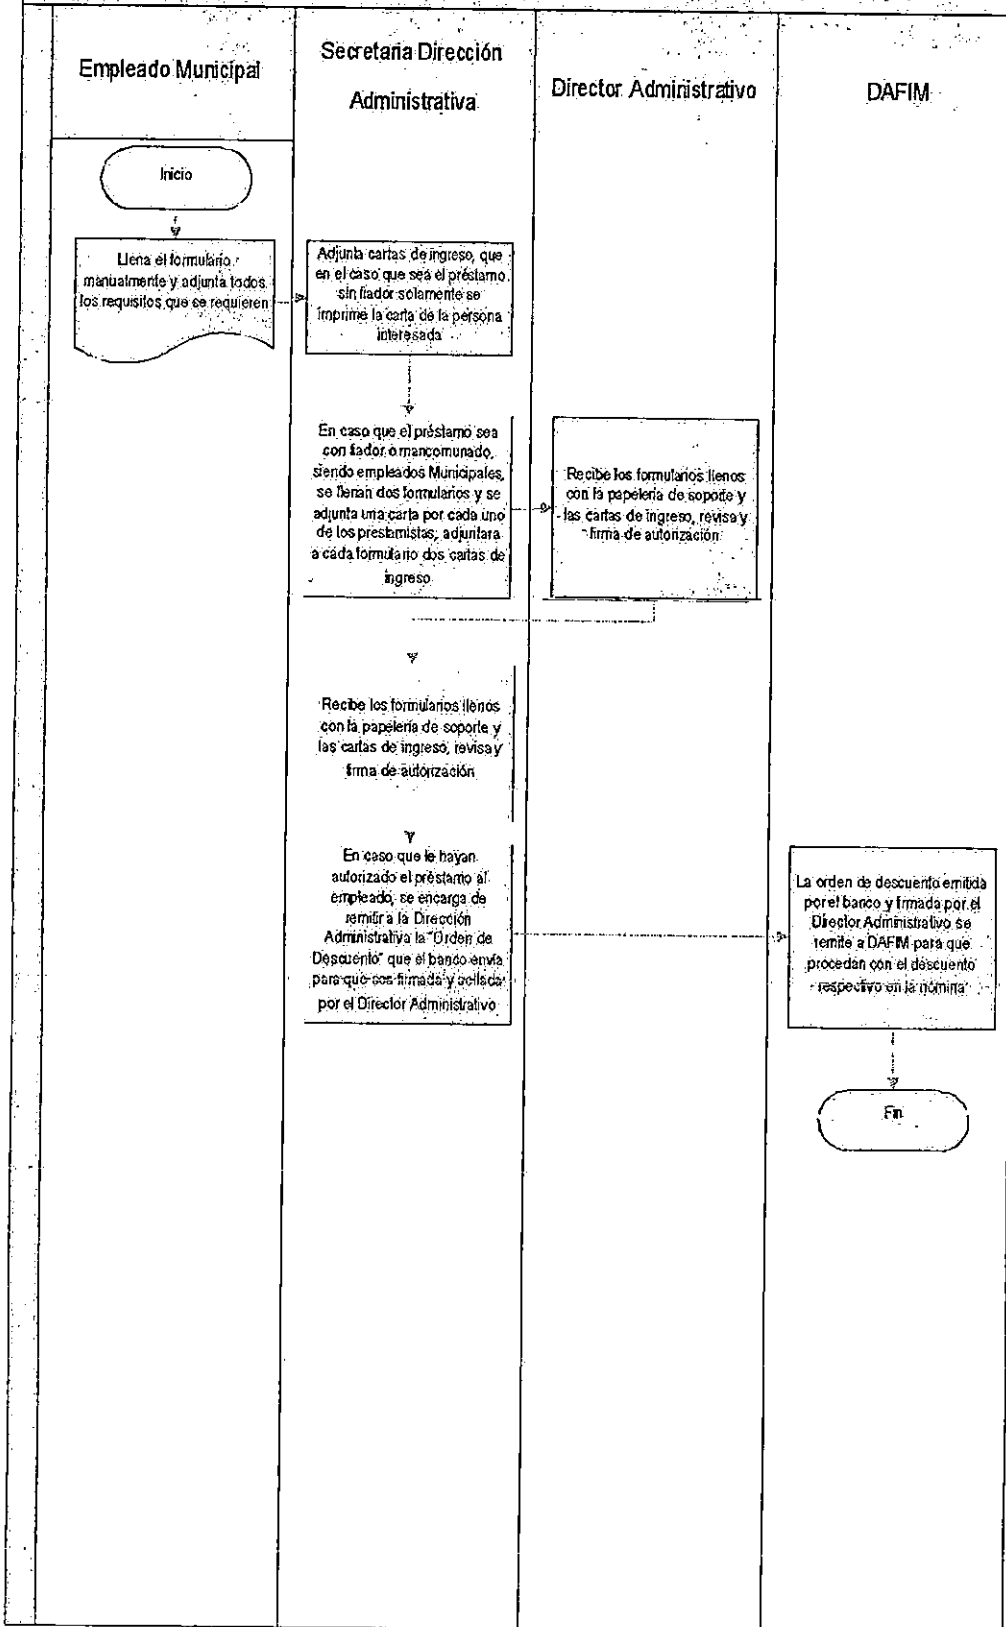 Empleado Municipal
Secretaria Dirección
Administrativa
Director Administrativo
DAFIM
Inicio
Llena el formulario
manualmente y adjunta todos
los requisitos que se requieren
Adjunta cartas de ingreso, que
en el caso que sea el préstamo
sin fiador solamente se
imprime la carta de la persona
interesada
En caso que el préstamo sea
con fiador o mancomunado,
siendo empleados Municipales,
se llenan dos formularios y se
adjunta una carta por cada uno
de los prestamistas, adjuntara
a cada formulario dos cartas de
ingreso
Recibe los formularios llenos
con la papelería de soporte y
las cartas de ingreso, revisa y
firma de autorización
Recibe los formularios llenos
con la papelería de soporte y
las cartas de ingreso, revisa y
firma de autorización
En caso que le hayan
autorizado el préstamo al
empleado, se encarga de
remitir a la Dirección
Administrativa la "Orden de
Descuento" que el banco envía
para que sea firmada y sellada
por el Director Administrativo
La orden de descuento emitida
por el banco y firmada por el
Director Administrativo se
remite a DAFIM para que
procedan con el descuento
respectivo en la nómina
Fin